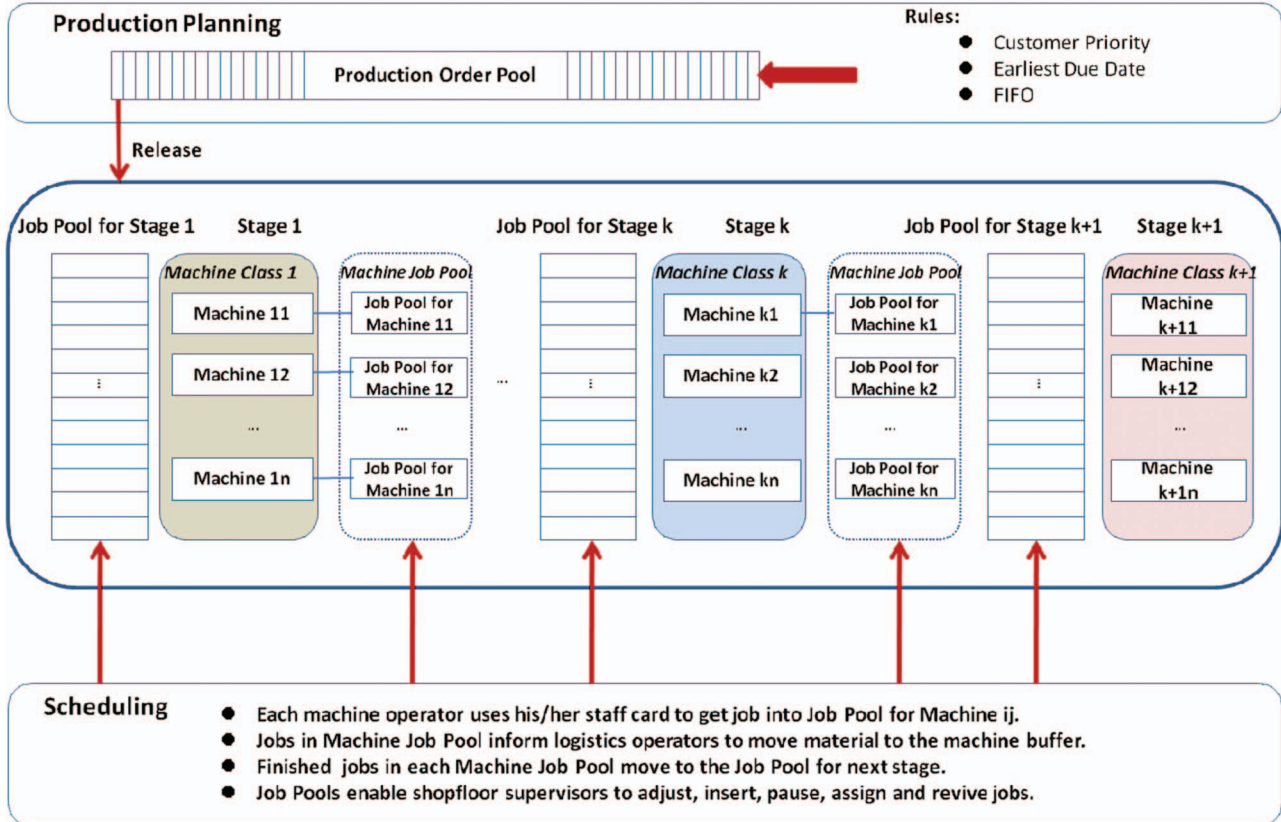 Production Planning
Production Order Pool
Rules:
● Customer Priority
● Earliest Due Date
● FIFO
Release
Job Pool for Stage 1
Stage 1
Job Pool for Stage k
Stage k
Job Pool for Stage k+1
Stage k+1
Machine Class 1
Machine Job Pool
Machine Class k
Machine Job Pool
Machine Class k+1
Machine 11
Job Pool for
Machine 11
Machine k1
Job Pool for
Machine k1
Machine
k+11
Machine 12
Job Pool for
Machine 12
Machine k2
Job Pool for
Machine k2
Machine
k+12
...
...
...
...
...
...
...
...
...
Machine 1n
Job Pool for
Machine 1n
Machine kn
Job Pool for
Machine kn
Machine
k+1n
Scheduling
● Each machine operator uses his/her staff card to get job into Job Pool for Machine ij.
● Jobs in Machine Job Pool inform logistics operators to move material to the machine buffer.
● Finished jobs in each Machine Job Pool move to the Job Pool for next stage.
● Job Pools enable shopfloor supervisors to adjust, insert, pause, assign and revive jobs.